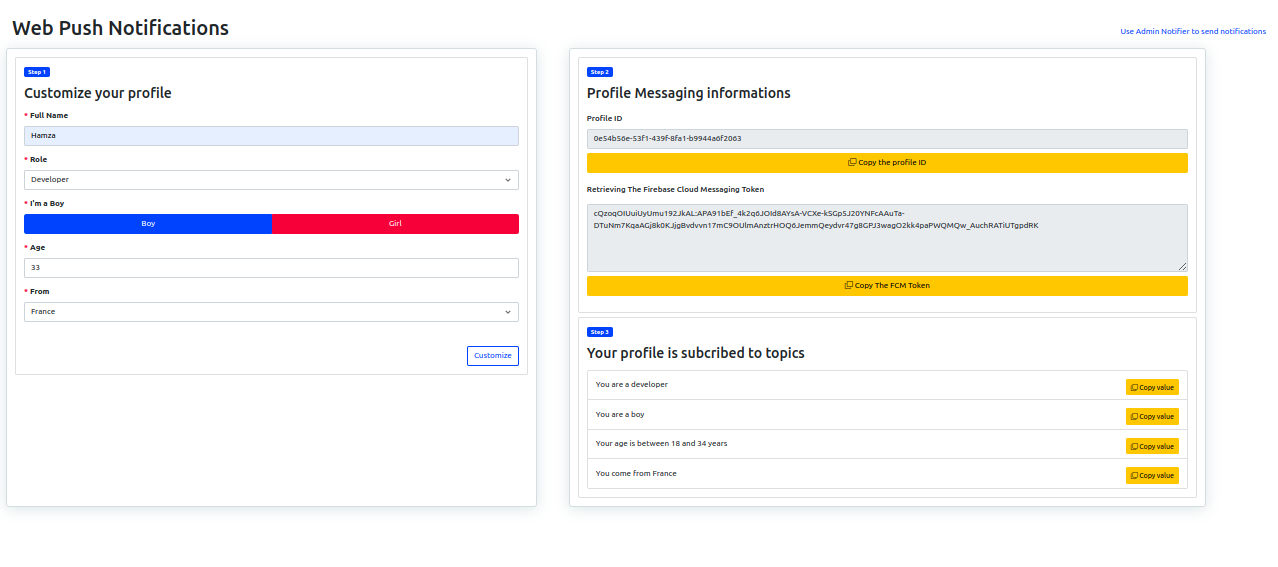 Web Push Notifications
Use Admin Notifier to send notifications
Step 1
Customize your profile
* Full Name
Hamza
* Role
Developer
* I'm a Boy
Boy
Girl
* Age
33
* From
France
Customize
Step 2
Profile Messaging informations
Profile ID
0e54b56e-53f1-439f-8fa1-b9944a6f2063
Copy the profile ID
Retrieving The Firebase Cloud Messaging Token
cQzoqOIUuiUyUmu192JkAL:APA91bEf_4k2q6JOId8AYsA-VCXe-kSGpSJ20YNFcAAuTa-
DTuNm7KqaAGj8k0KJjgBvdvvn17mC9OUlmAnztrHOQ6JemmQeydvr47g8GPJ3wagO2kk4paPWQMQw_AuchRATiUTgpdRK
Copy The FCM Token
Step 3
Your profile is subcribed to topics
You are a developer
Copy value
You are a boy
Copy value
Your age is between 18 and 34 years
Copy value
You come from France
Copy value